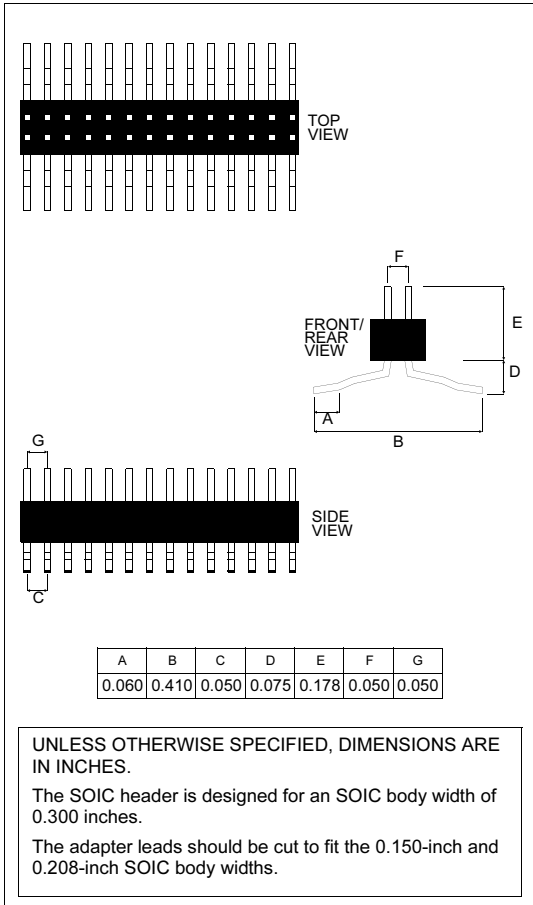 TOP
VIEW
F
FRONT/
REAR
VIEW
E
D
A
B
G
SIDE
VIEW
C
A B C D E F G
0.060 0.410 0.050 0.075 0.178 0.050 0.050
UNLESS OTHERWISE SPECIFIED, DIMENSIONS ARE
IN INCHES.
The SOIC header is designed for an SOIC body width of
0.300 inches.
The adapter leads should be cut to fit the 0.150-inch and
0.208-inch SOIC body widths.